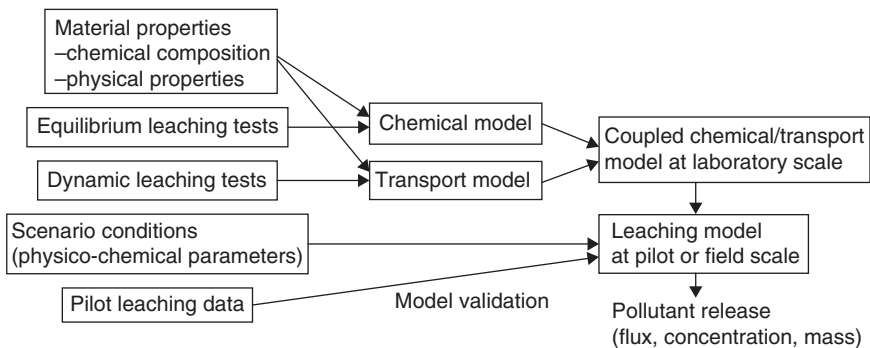 Material properties
–chemical composition
–physical properties
Equilibrium leaching tests
Chemical model
Coupled chemical/transport
model at laboratory scale
Dynamic leaching tests
Transport model
Scenario conditions
(physico-chemical parameters)
Leaching model
at pilot or field scale
Pilot leaching data
Model validation
Pollutant release
(flux, concentration, mass)